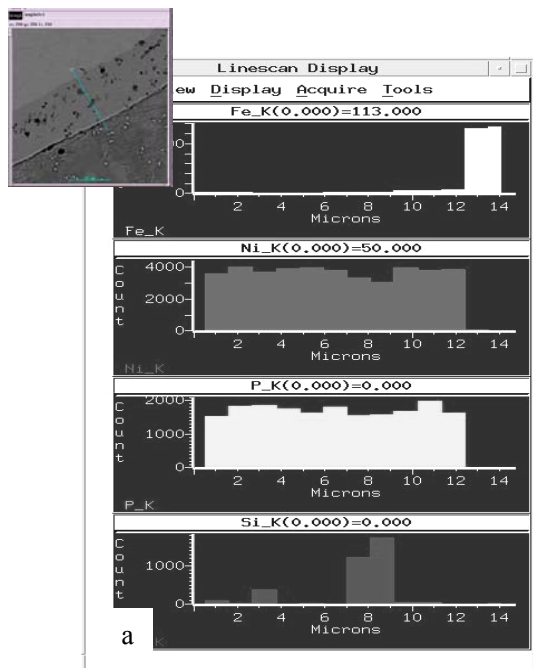 Linescan Display
ew Display Acquire Tools
Fe_K(0.000)=113.000
0
2 4 6 8 10 12 14
Microns
Fe_K
Ni_K(0.000)=50.000
Count
4000
2000
0
2 4 6 8 10 12 14
Microns
Ni_K
P_K(0.000)=0.000
Count
2000
1000
0
2 4 6 8 10 12 14
Microns
P_K
Si_K(0.000)=0.000
Count
1000
0
2 4 6 8 10 12 14
Microns
a